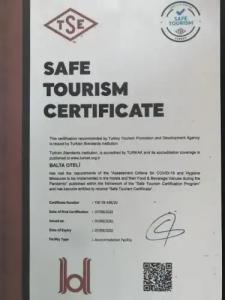 TSE
SAFE
TOURISM
SAFE
TOURISM
CERTIFICATE
This certification recommended by Turkey Tourism Promotion and Development Agency
is issued by Turkish Standards Institution.
Turkish Standards Institution, is accredited by TURKAK and its accreditation coverage is
published in www.turkak.org.tr
BALTA OTELİ
Has met the requirements of the "Assessment Criteria for COVID-19 and Hygiene
Measures to be Implemented in the Hotels and their Food & Beverage Venues during the
Pandemic" published within the framework of the "Safe Tourism Certification Program"
and has become entitled to receive "Safe Tourism Certificate".
Certificate Number
Date of First Certification
Issued on
Date of Expiry
Facility Type : Accommodation Facility